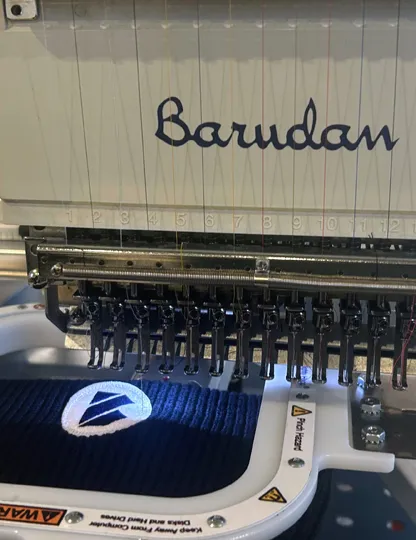 Barudan
1 2 3 4 5 6 7 8 9 10 11 12
Pinch Hazard
WAR
Keep Away From Computer
Disks and Hard Drives